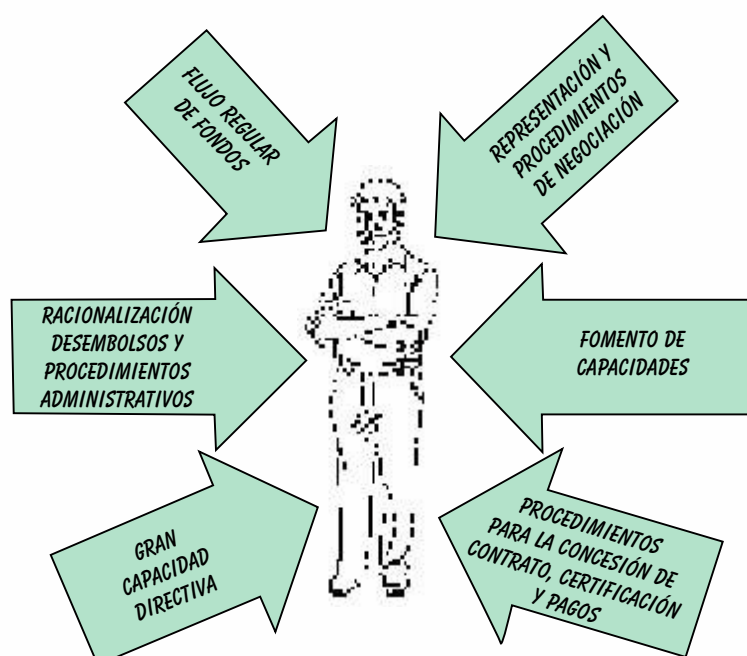 FLUJO REGULAR
DE FONDOS
REPRESENTACIÓN Y
PROCEDIMIENTOS
DE NEGOCIACIÓN
RACIONALIZACIÓN
DESEMBOLSOS Y
PROCEDIMIENTOS
ADMINISTRATIVOS
FOMENTO DE
CAPACIDADES
GRAN
CAPACIDAD
DIRECTIVA
PROCEDIMIENTOS
PARA LA CONCESIÓN DE
CONTRATO, CERTIFICACIÓN
Y PAGOS